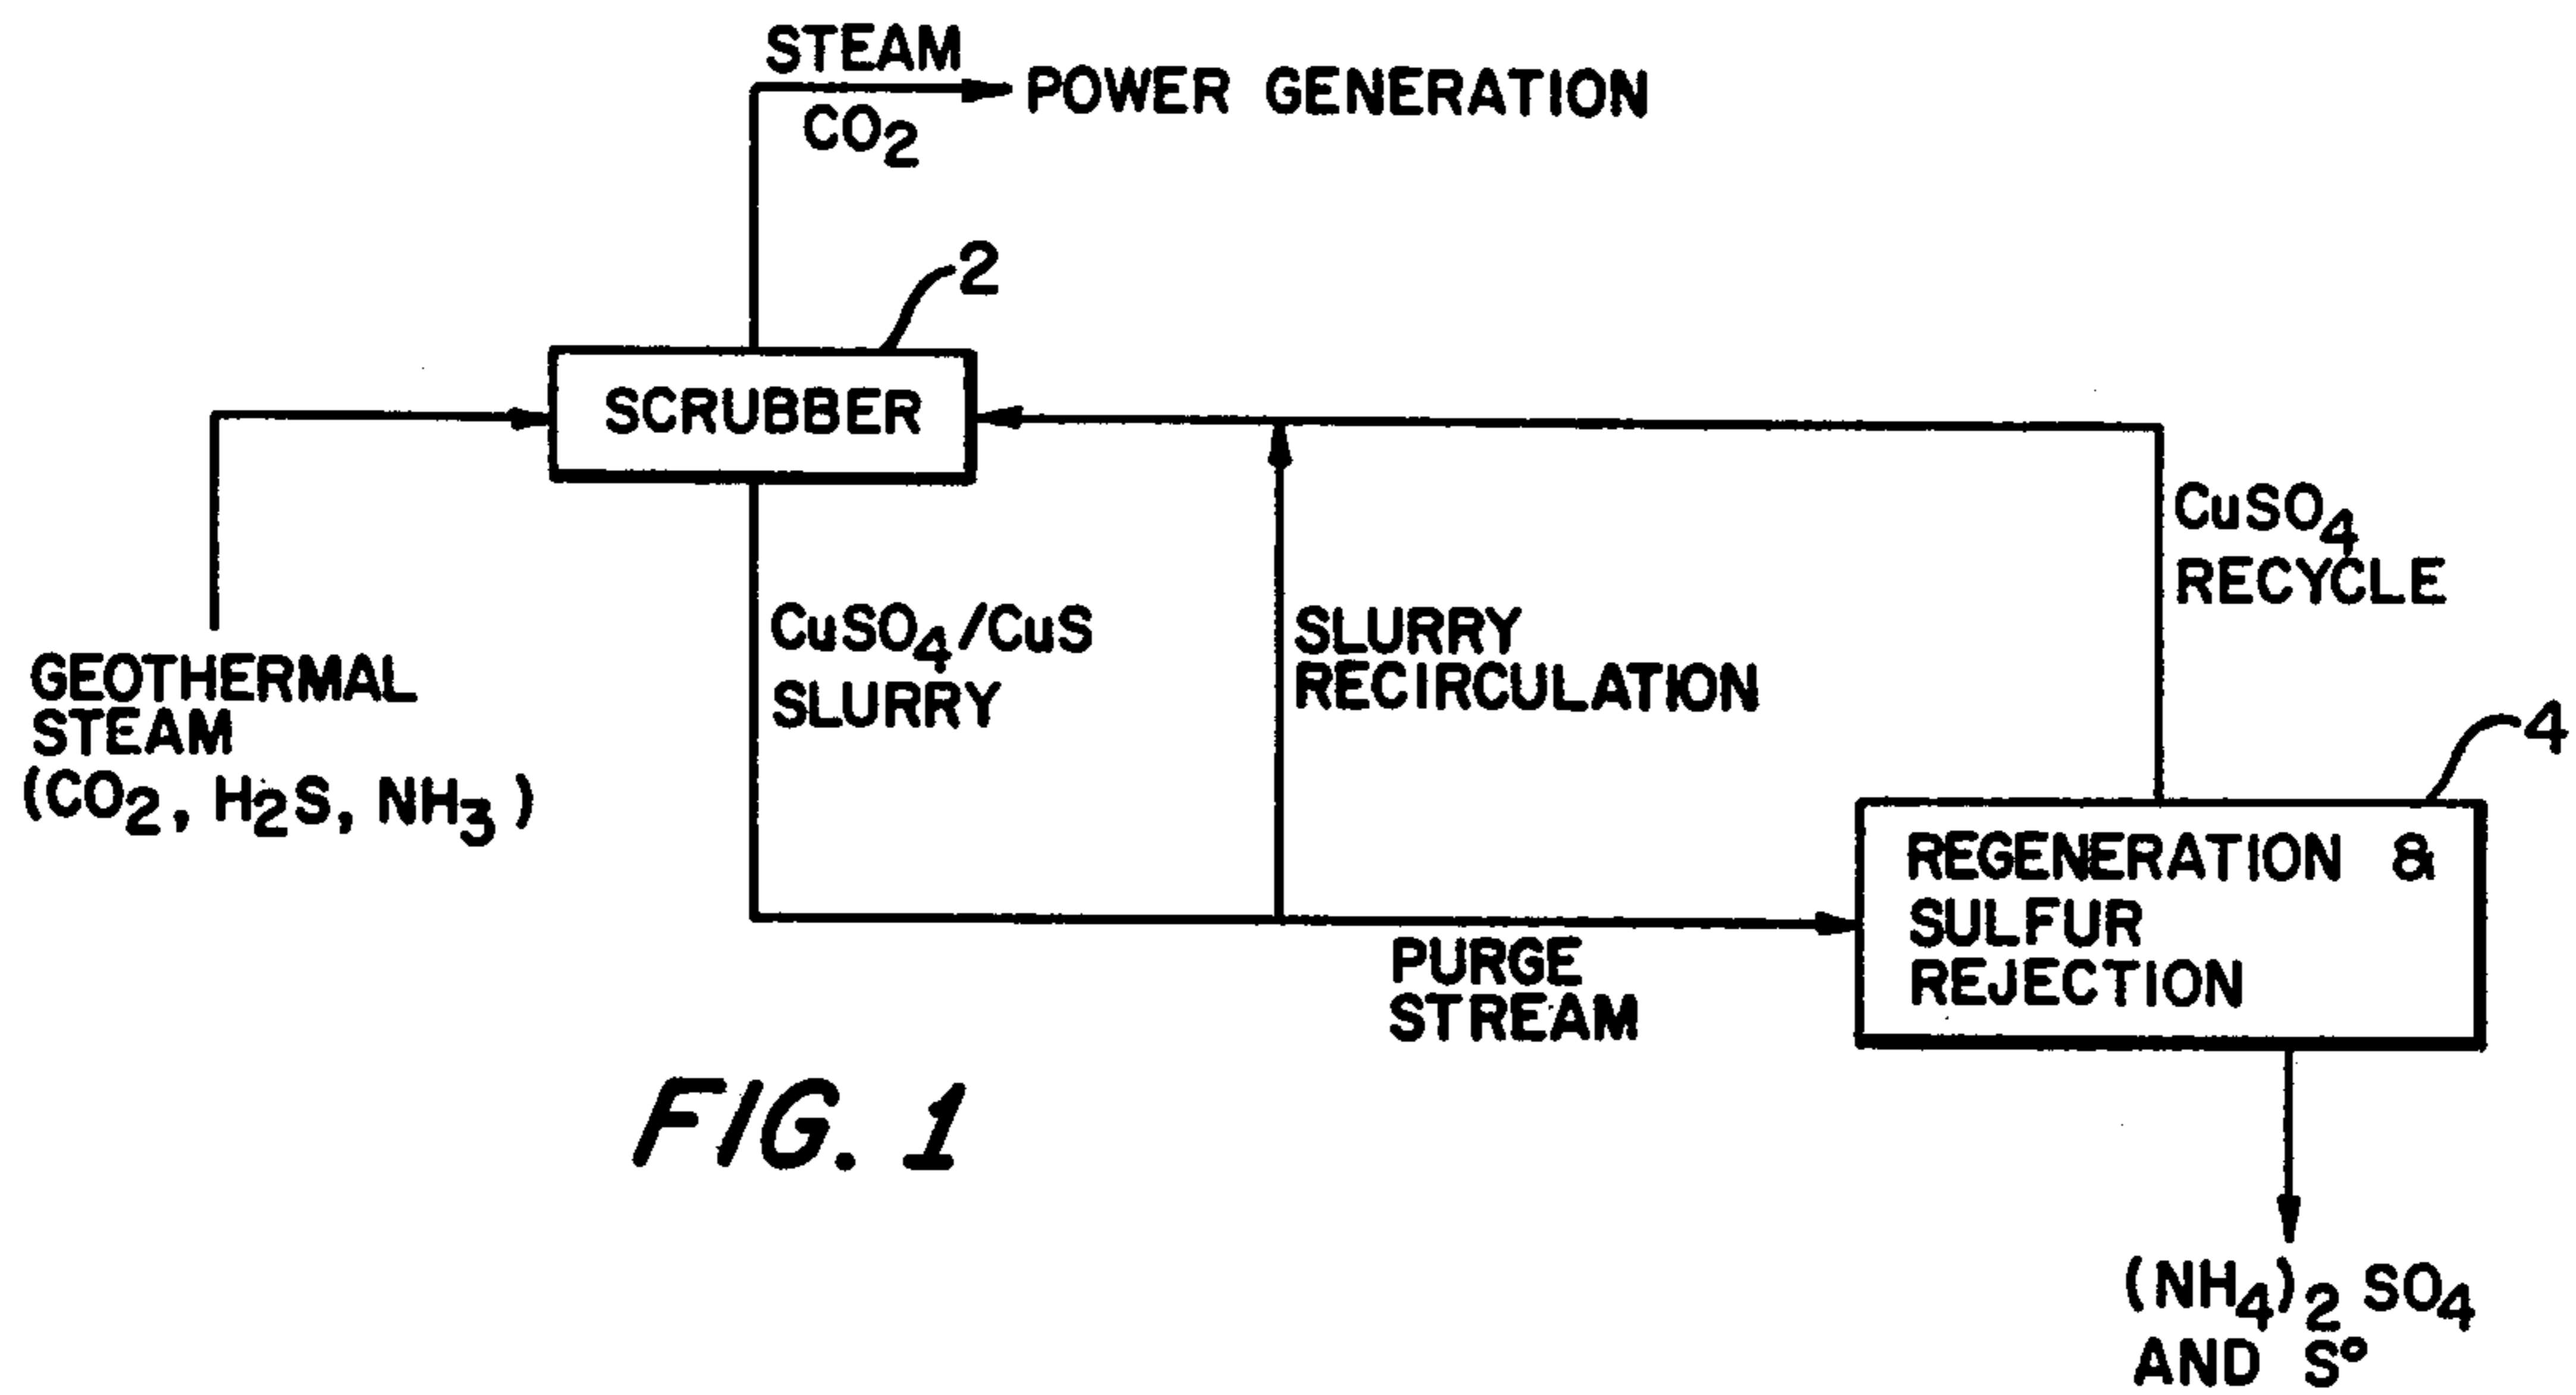 STEAM
CO2
POWER GENERATION
2
SCRUBBER
CuSO4
RECYCLE
CuSO4/CuS
SLURRY
SLURRY
RECIRCULATION
GEOTHERMAL
STEAM
(CO2, H2S, NH3)
4
REGENERATION &
SULFUR
REJECTION
PURGE
STREAM
FIG. 1
(NH4)2 SO4
AND S°